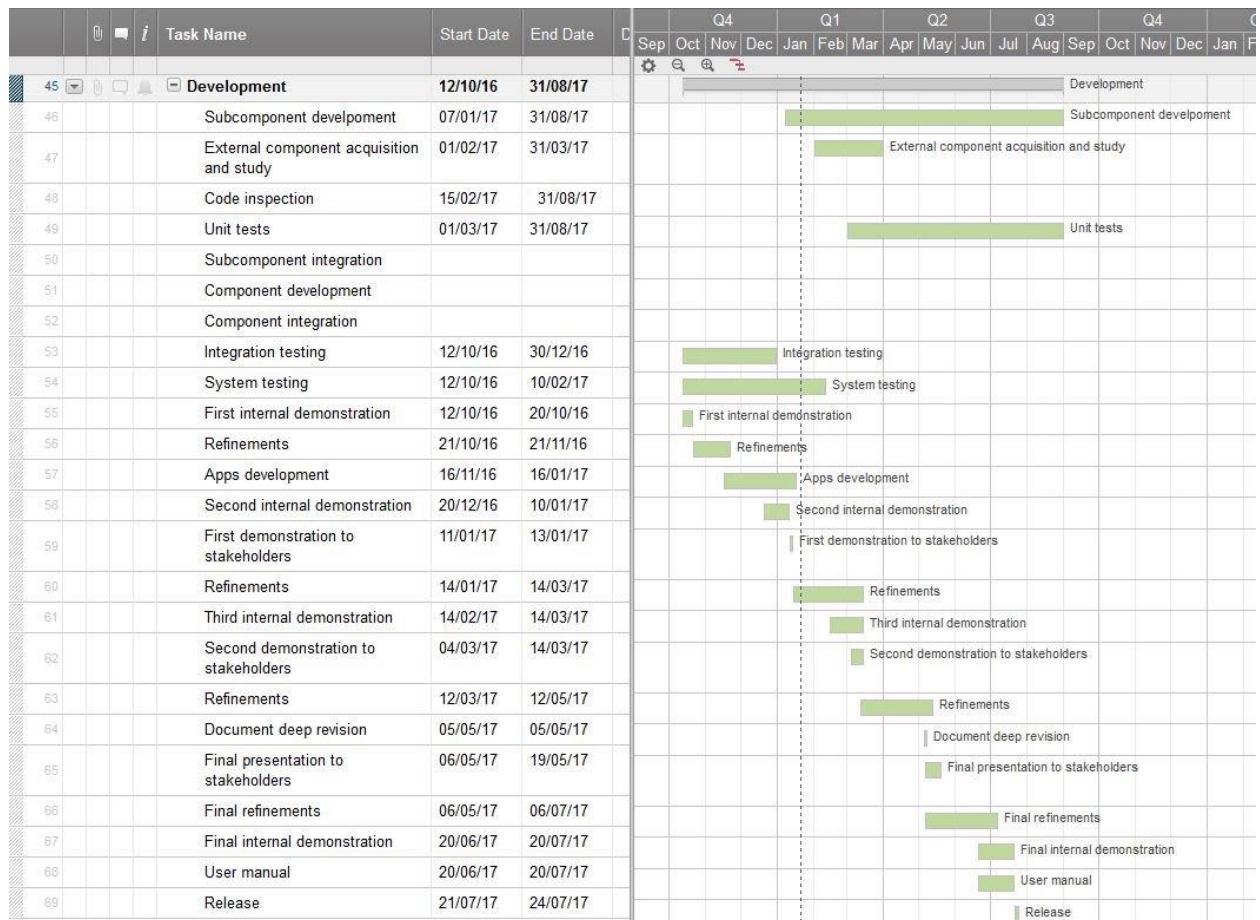 Q4 Q1 Q2 Q3 Q4
i Task Name Start Date End Date Sep Oct Nov Dec Jan Feb Mar Apr May Jun Jul Aug Sep Oct Nov Dec Jan
45 Development 12/10/16 31/08/17 Development
46 Subcomponent develpoment 07/01/17 31/08/17 Subcomponent develpoment
47 External component acquisition 01/02/17 31/03/17 External component acquisition and study
and study
48 Code inspection 15/02/17 31/08/17
49 Unit tests 01/03/17 31/08/17 Unit tests
50 Subcomponent integration
51 Component development
52 Component integration
53 Integration testing 12/10/16 30/12/16 Integration testing
54 System testing 12/10/16 10/02/17 System testing
55 First internal demonstration 12/10/16 20/10/16 First internal demonstration
56 Refinements 21/10/16 21/11/16 Refinements
57 Apps development 16/11/16 16/01/17 Apps development
58 Second internal demonstration 20/12/16 10/01/17 Second internal demonstration
59 First demonstration to 11/01/17 13/01/17 First demonstration to stakeholders
stakeholders
60 Refinements 14/01/17 14/03/17 Refinements
61 Third internal demonstration 14/02/17 14/03/17 Third internal demonstration
62 Second demonstration to 04/03/17 14/03/17 Second demonstration to stakeholders
stakeholders
63 Refinements 12/03/17 12/05/17 Refinements
64 Document deep revision 05/05/17 05/05/17 Document deep revision
65 Final presentation to 06/05/17 19/05/17 Final presentation to stakeholders
stakeholders
66 Final refinements 06/05/17 06/07/17 Final refinements
67 Final internal demonstration 20/06/17 20/07/17 Final internal demonstration
68 User manual 20/06/17 20/07/17 User manual
69 Release 21/07/17 24/07/17 Release